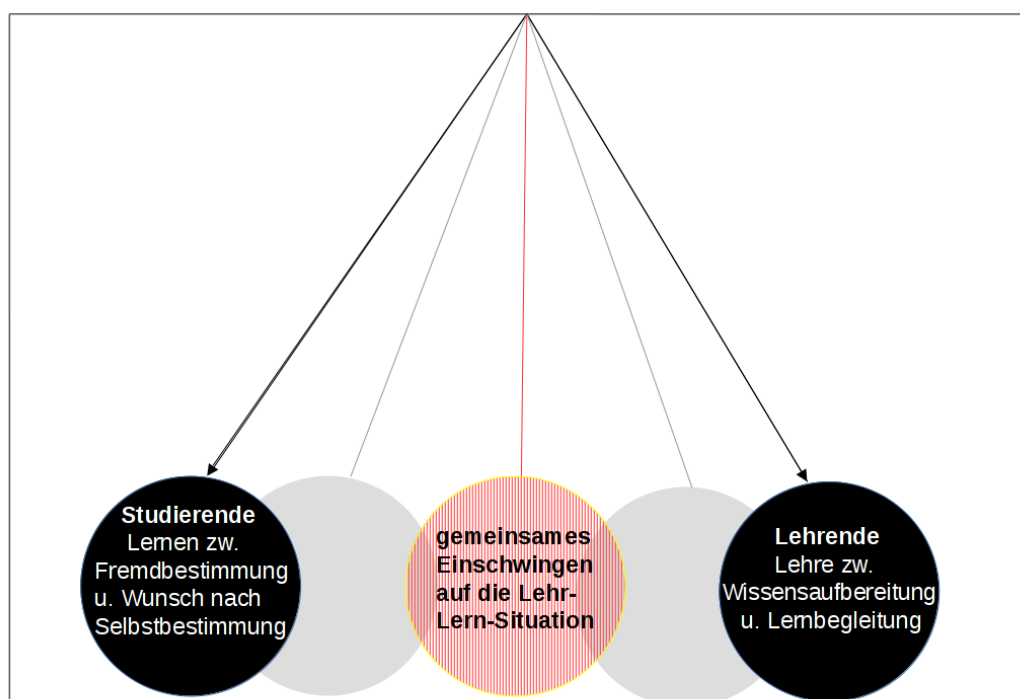 Studierende
Lernen zw.
Fremdbestimmung
u. Wunsch nach
Selbstbestimmung
gemeinsames
Einschwingen
auf die Lehr-
Lern-Situation
Lehrende
Lehre zw.
Wissensaufbereitung
u. Lernbegleitung